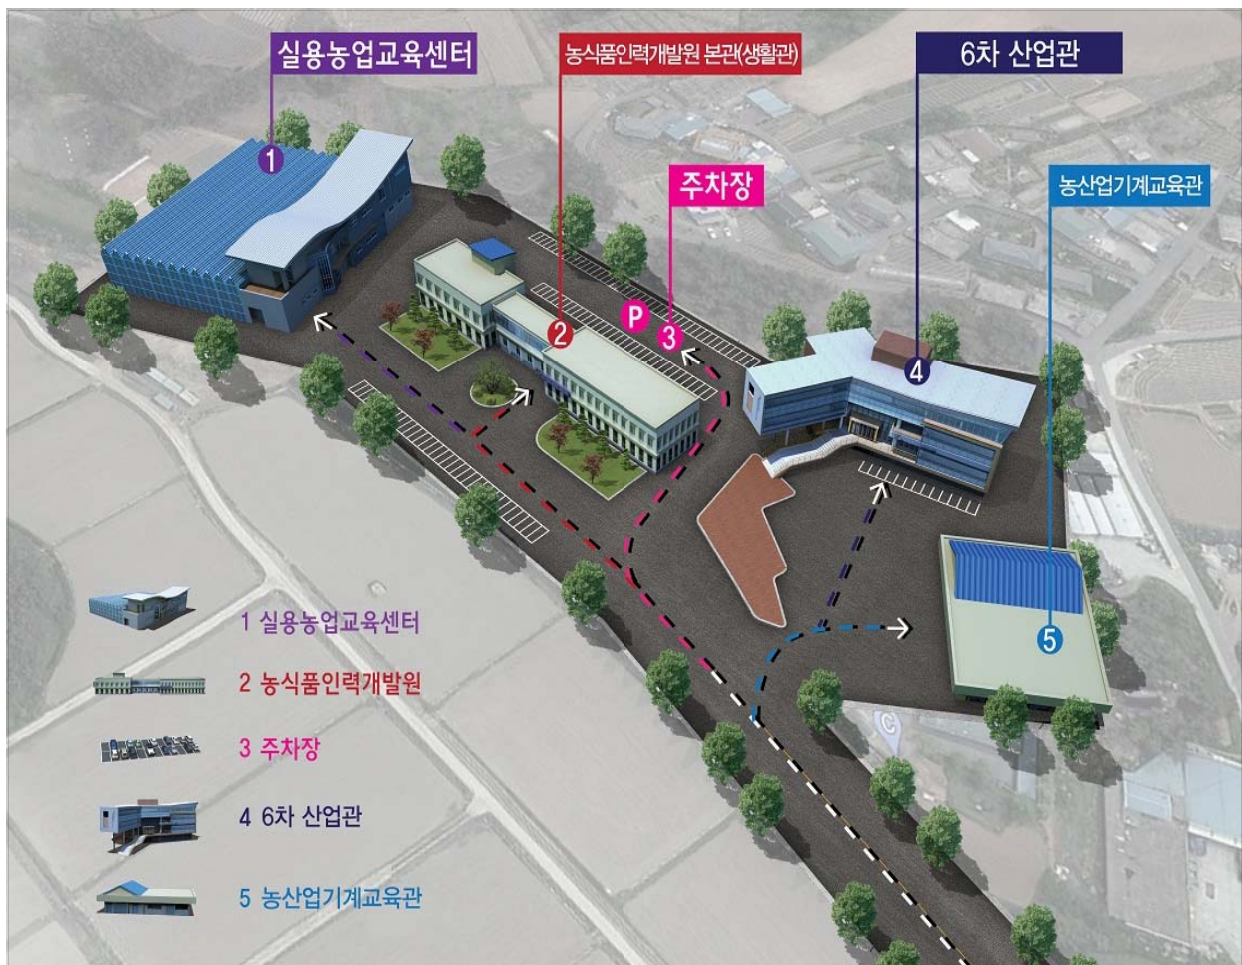 실용농업교육센터
농식품인력개발원 본관(생활관)
6차 산업관
주차장
농산업기계교육관
1
2
P
3
4
5
1 실용농업교육센터
2 농식품인력개발원
3 주차장
4 6차 산업관
5 농산업기계교육관
C